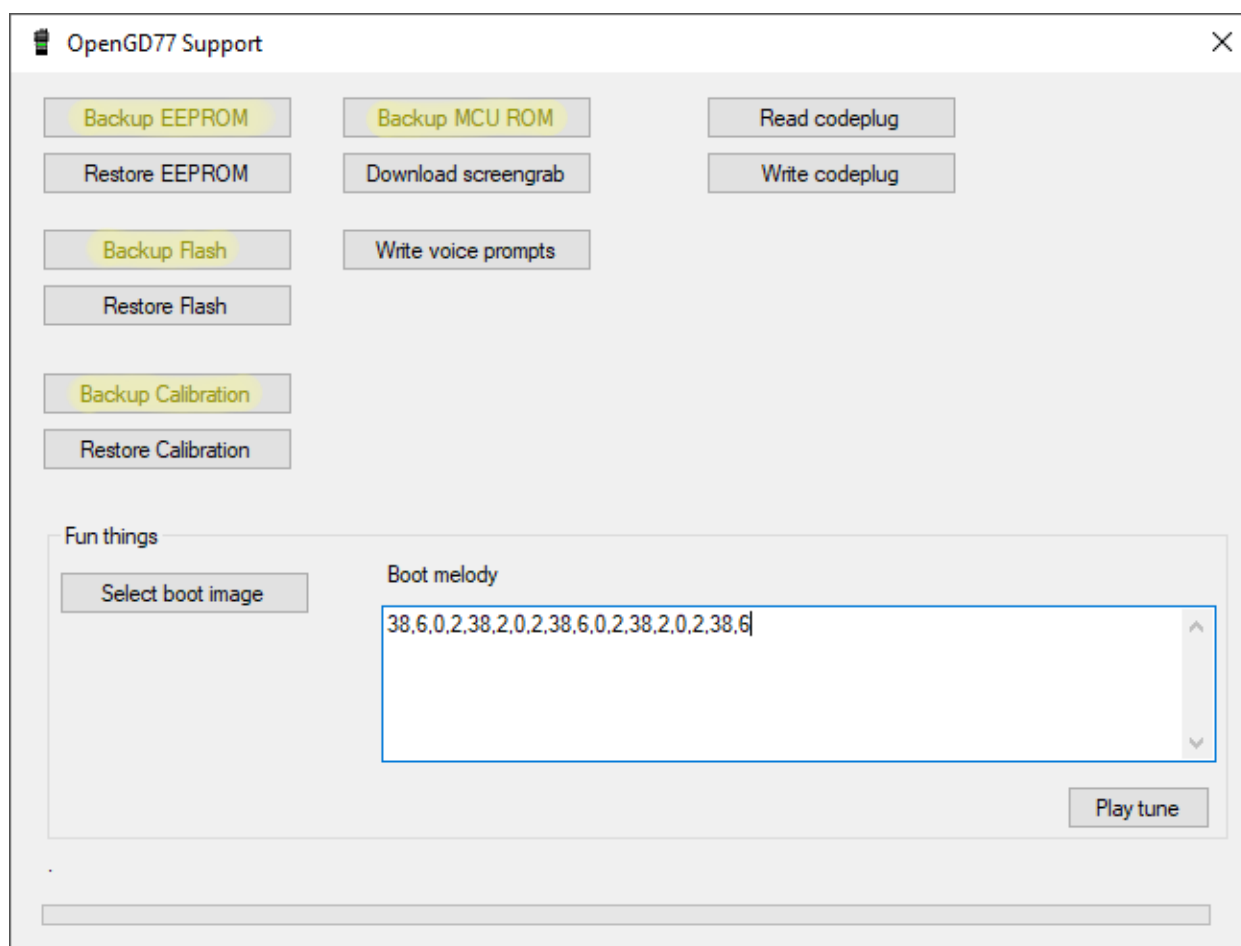 OpenGD77 Support
Backup EEPROM
Backup MCU ROM
Read codeplug
Restore EEPROM
Download screengrab
Write codeplug
Backup Flash
Write voice prompts
Restore Flash
Backup Calibration
Restore Calibration
Fun things
Select boot image
Boot melody
38,6,0,2,38,2,0,2,38,6,0,2,38,2,0,2,38,6
Play tune
.